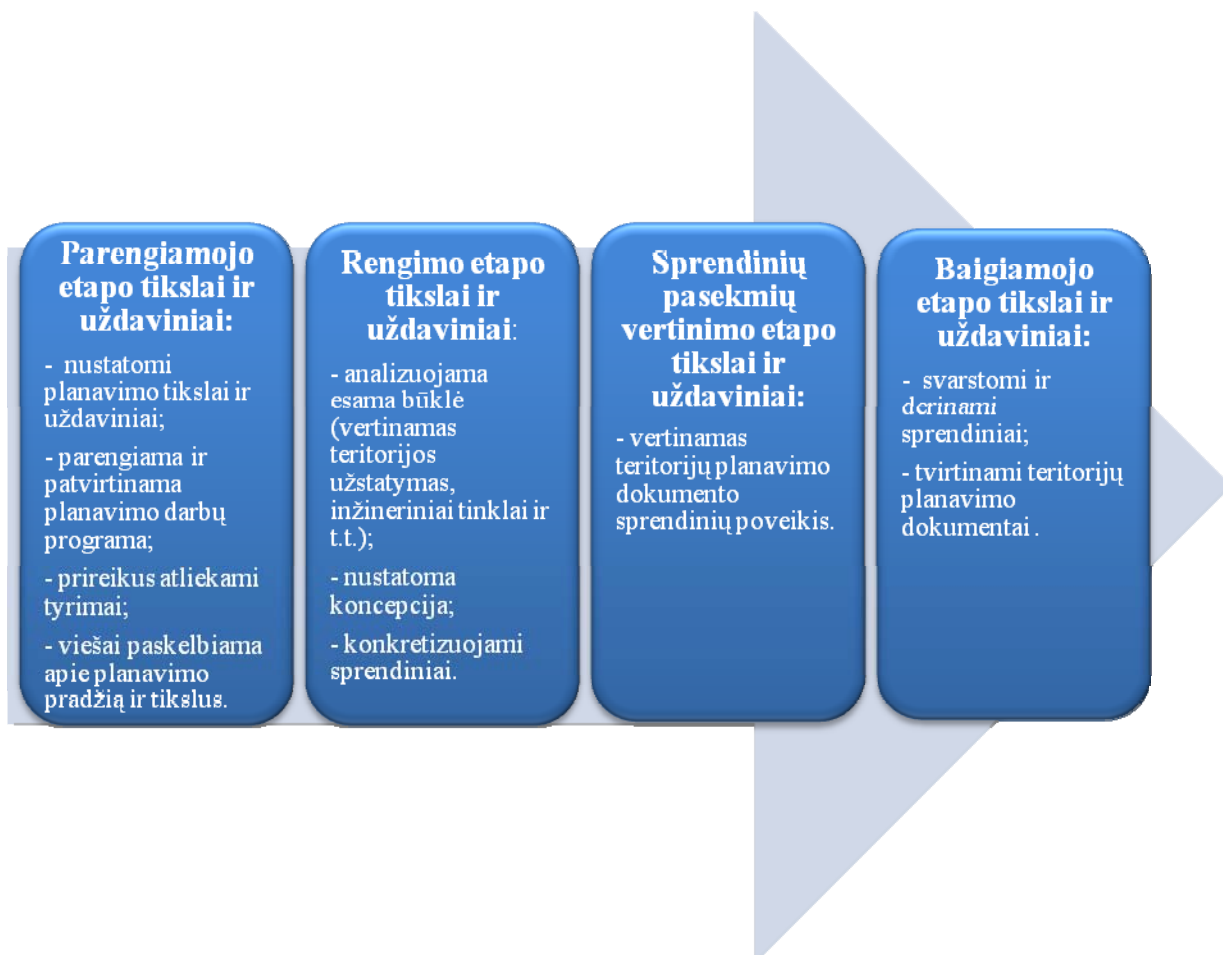 Parengiamojo
etapo tikslai ir
uždaviniai:
- nustatomi
planavimo tikslai ir
uždaviniai;
- parengiama ir
patvirtinama
planavimo darbų
programa;
- prireikus atliekami
tyrimai;
- viešai paskelbiama
apie planavimo
pradžią ir tikslus.
Rengimo etapo
tikslai ir
uždaviniai:
- analizuojama
esama būklė
(vertinamas
teritorijos
užstatymas,
inžineriniai tinklai ir
t.t.);
- nustatoma
koncepcija;
- konkretizuojami
sprendiniai.
Sprendinių
pasekmių
vertinimo etapo
tikslai ir
uždaviniai:
- vertinamas
teritorijų planavimo
dokumento
sprendinių poveikis.
Baigiamojo
etapo tikslai ir
uždaviniai:
- svarstomi ir
derinami
sprendiniai;
- tvirtinami teritorijų
planavimo
dokumentai .